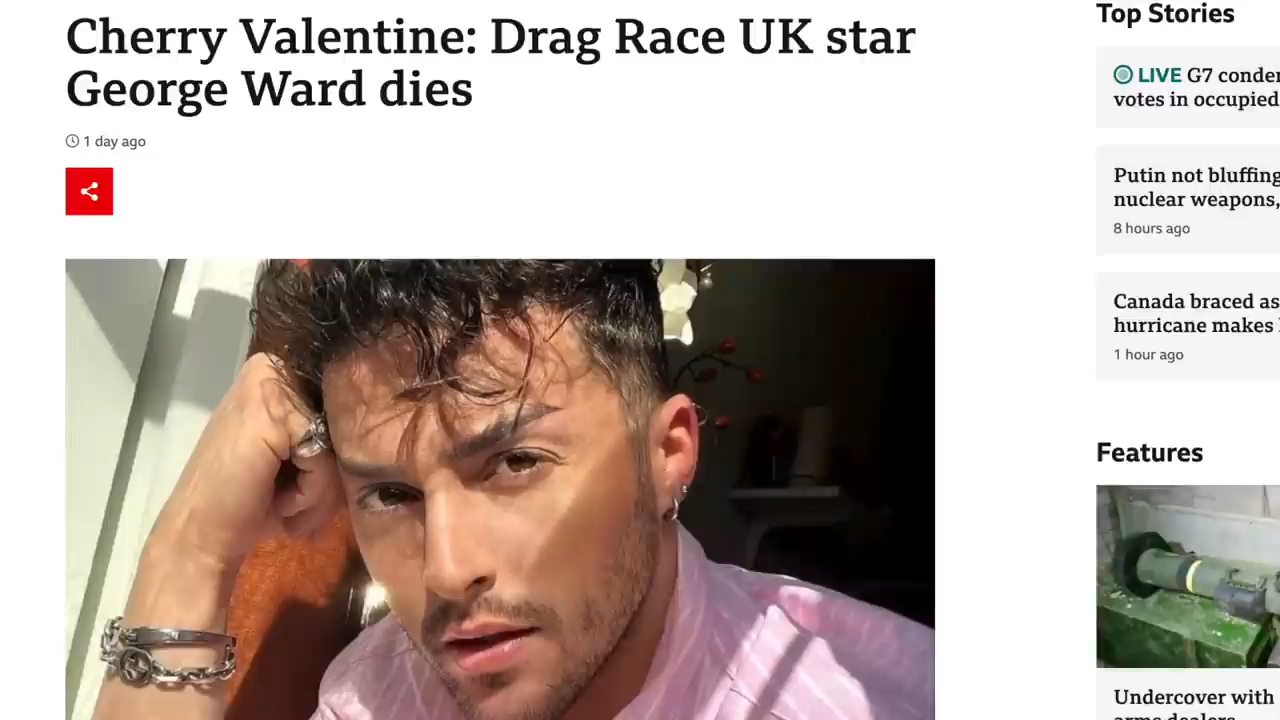 Cherry Valentine: Drag Race UK star
George Ward dies
1 day ago
Top Stories
LIVE G7
votes in occupied
Putin not bluffing
nuclear weapons,
8 hours ago
Canada braced as
hurricane makes
1 hour ago
Features
Undercover with
arms dealers